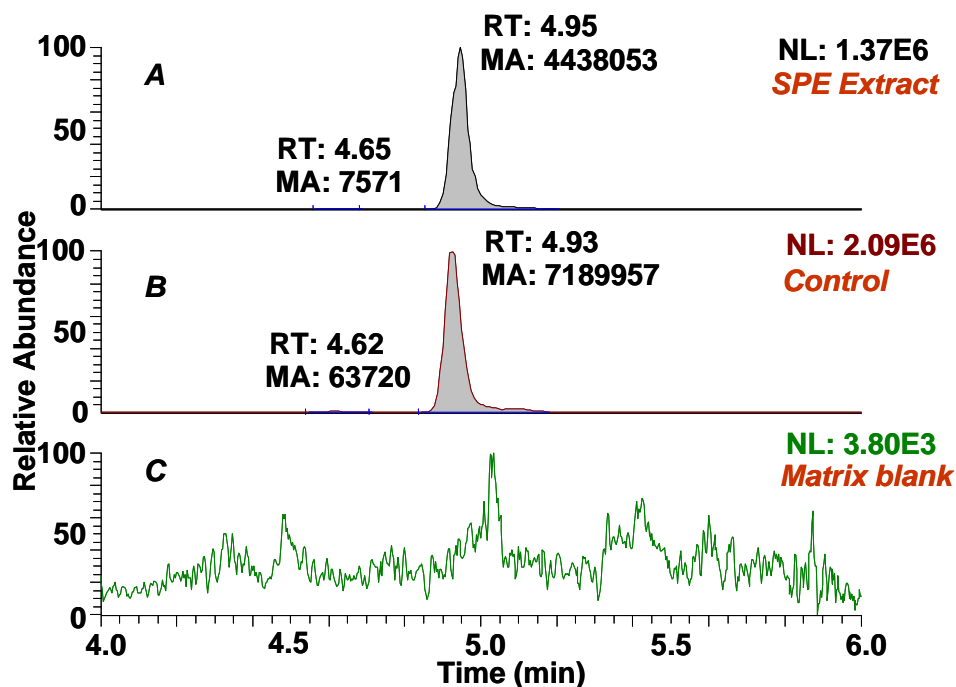 RT: 4.95
MA: 4438053
NL: 1.37E6
SPE Extract
A
RT: 4.65
MA: 7571
100
50
0
RT: 4.93
MA: 7189957
NL: 2.09E6
Control
B
RT: 4.62
MA: 63720
100
50
0
Relative Abundance
NL: 3.80E3
Matrix blank
C
100
50
0
4.0 4.5 5.0 5.5 6.0
Time (min)